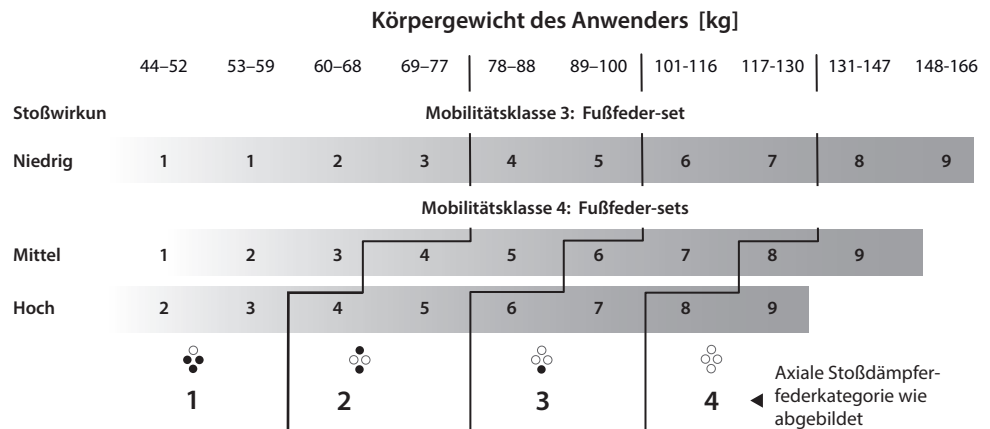 Körpergewicht des Anwenders [kg]
44–52 53–59 60–68 69–77 78–88 89–100 101-116 117-130 131-147 148-166
Stoßwirkun Mobilitätsklasse 3: Fußfeder-set
Niedrig 1 1 2 3 4 5 6 7 8 9
Mobilitätsklasse 4: Fußfeder-sets
Mittel 1 2 3 4 5 6 7 8 9
Hoch 2 3 4 5 6 7 8 9
1 2 3 4
Axiale Stoßdämpfer-
federkategorie wie
abgebildet